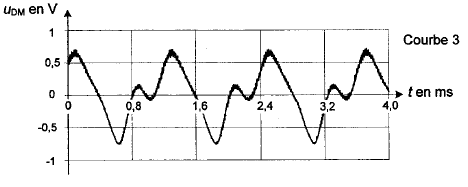 u_DM en V
1
Courbe 3
0,5
0
t en ms
0 0,8 1,6 2,4 3,2 4,0
-0,5
-1